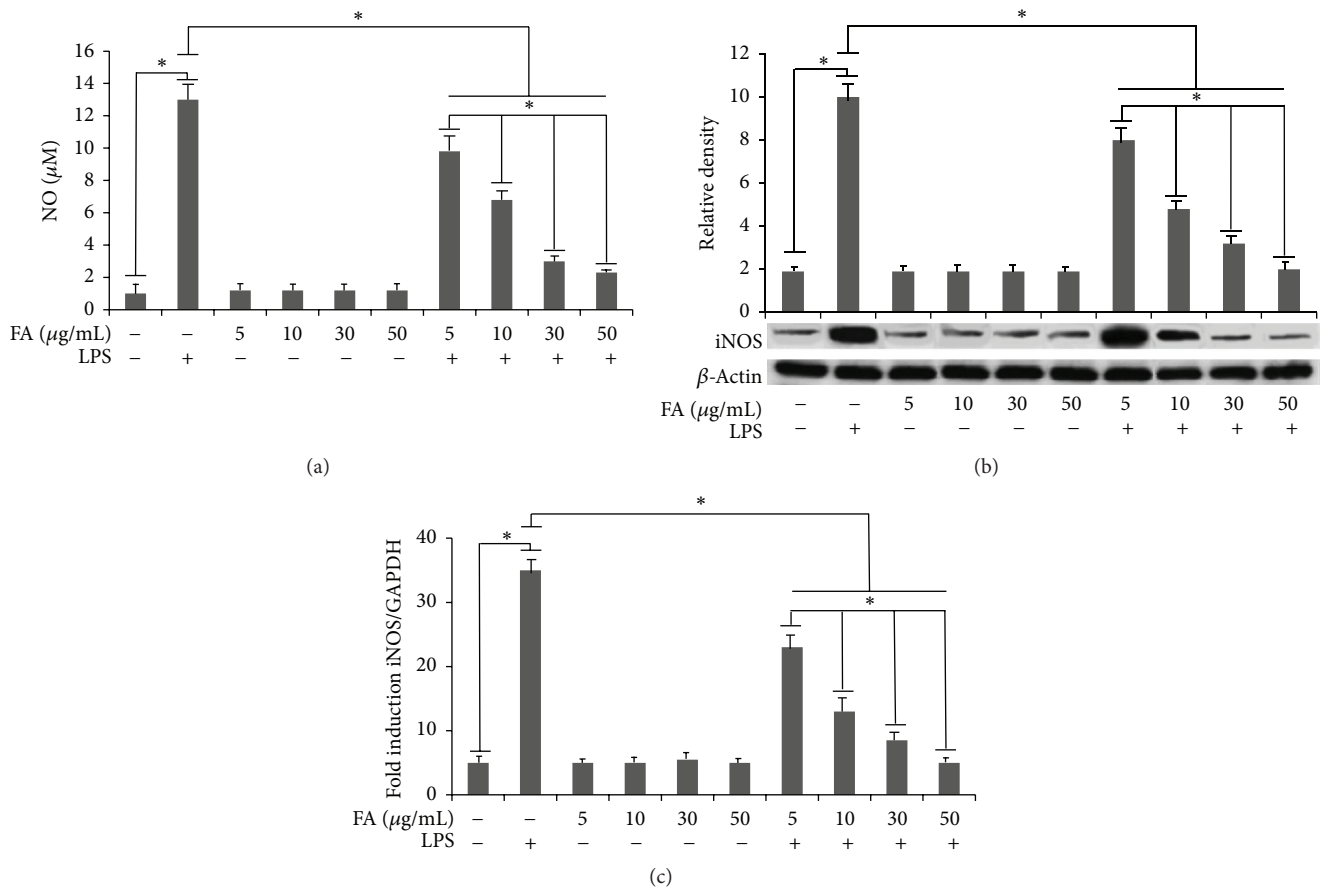 *
*
*
16
14
12
10
8
6
4
2
0
NO (μM)
FA (μg/mL) – – 5 10 30 50 5 10 30 50
LPS – + – – – – + + + +
(a)
*
*
*
12
10
8
6
4
2
0
Relative density
iNOS
β-Actin
FA (μg/mL) – – 5 10 30 50 5 10 30 50
LPS – + – – – – + + + +
(b)
*
*
*
40
30
20
10
0
Fold induction iNOS/GAPDH
FA (μg/mL) – – 5 10 30 50 5 10 30 50
LPS – + – – – – + + + +
(c)